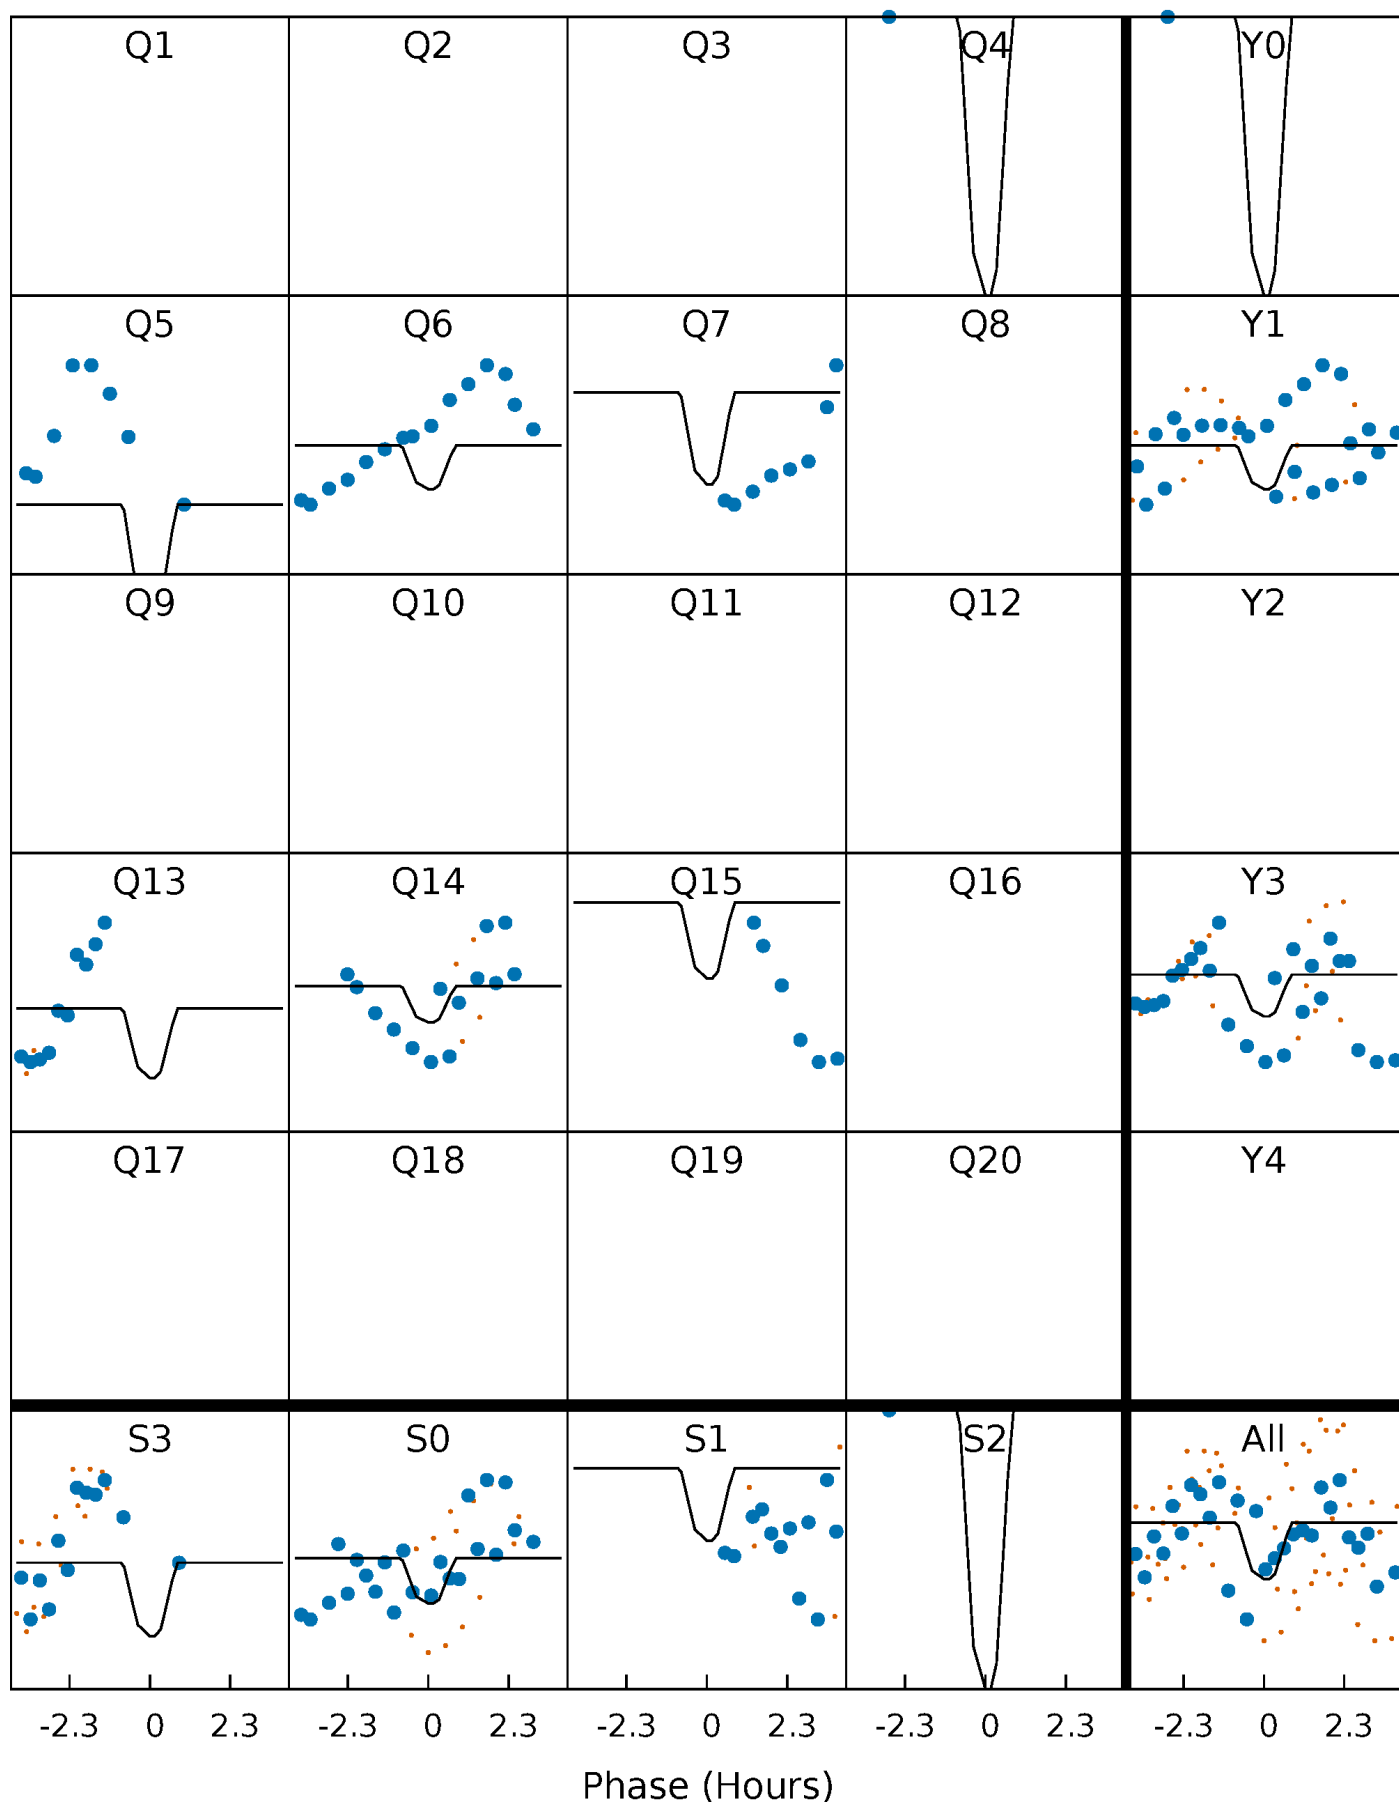 Q1 Q2 Q3 Q4 Y0
Q5 Q6 Q7 Q8 Y1
Q9 Q10 Q11 Q12 Y2
Q13 Q14 Q15 Q16 Y3
Q17 Q18 Q19 Q20 Y4
S3 S0 S1 S2 All
-2.3 0 2.3 -2.3 0 2.3 -2.3 0 2.3 -2.3 0 2.3 -2.3 0 2.3
Phase (Hours)